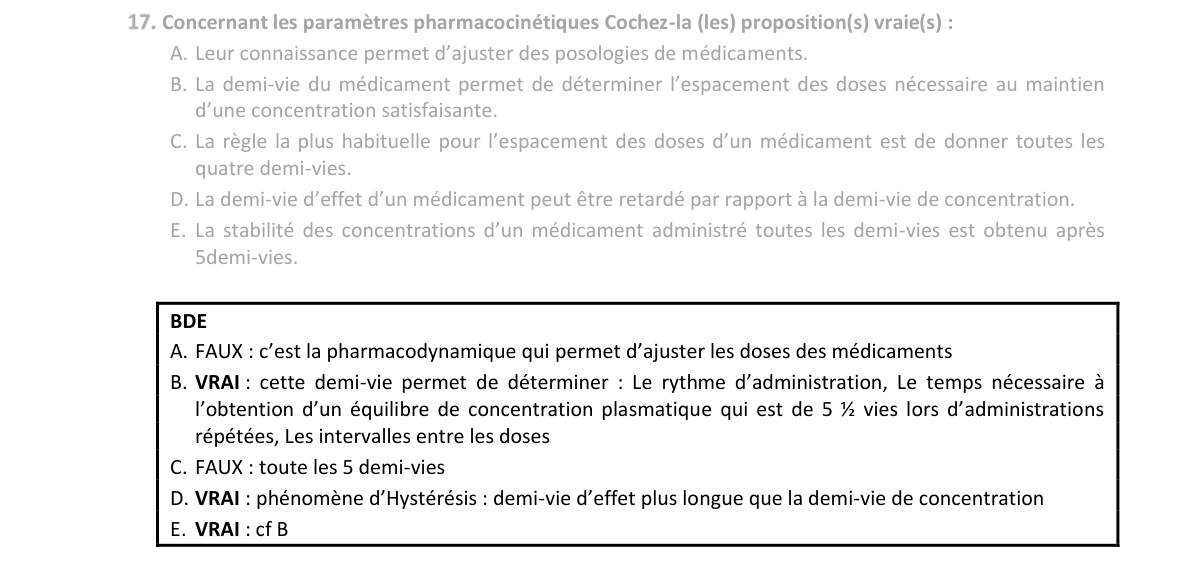 17. Concernant les paramètres pharmacocinétiques Cochez-la (les) proposition(s) vraie(s) :
A. Leur connaissance permet d’ajuster des posologies de médicaments.
B. La demi-vie du médicament permet de déterminer l’espacement des doses nécessaire au maintien
d’une concentration satisfaisante.
C. La règle la plus habituelle pour l’espacement des doses d’un médicament est de donner toutes les
quatre demi-vies.
D. La demi-vie d’effet d’un médicament peut être retardé par rapport à la demi-vie de concentration.
E. La stabilité des concentrations d’un médicament administré toutes les demi-vies est obtenu après
5demi-vies.
BDE
A. FAUX : c’est la pharmacodynamique qui permet d’ajuster les doses des médicaments
B. VRAI : cette demi-vie permet de déterminer : Le rythme d’administration, Le temps nécessaire à
l’obtention d’un équilibre de concentration plasmatique qui est de 5 ½ vies lors d’administrations
répétées, Les intervalles entre les doses
C. FAUX : toute les 5 demi-vies
D. VRAI : phénomène d’Hystérésis : demi-vie d’effet plus longue que la demi-vie de concentration
E. VRAI : cf B